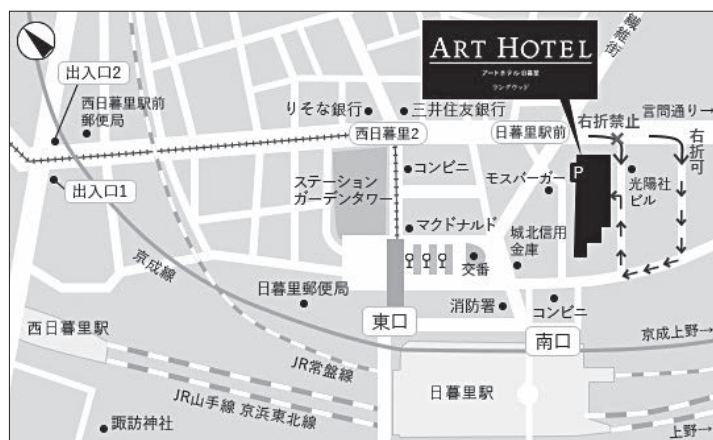 ART HOTEL
アートホテル日暮里
ラングウッド
繊維街
出入口2
西日暮里駅前
郵便局
りそな銀行
三井住友銀行
西日暮里2
日暮里駅前
右折禁止
言問通り→
右折可
出入口1
ステーション
ガーデンタワー
コンビニ
モスバーガー
P
光陽社
ビル
マクドナルド
城北信用
金庫
交番
京成線
日暮里郵便局
東口
消防署
コンビニ
南口
京成上野→
西日暮里駅
JR常盤線
JR山手線 京浜東北線
日暮里駅
諏訪神社
上野→